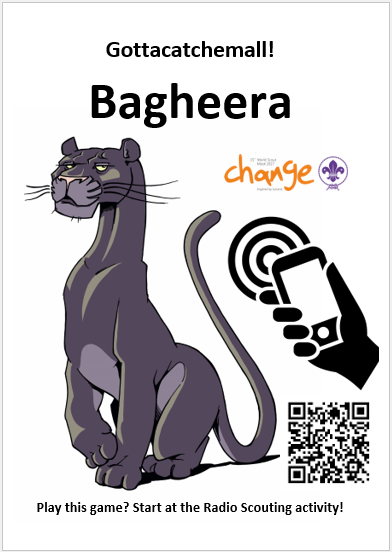 Gottacatchemall!
Bagheera
change
Play this game? Start at the Radio Scouting activity!